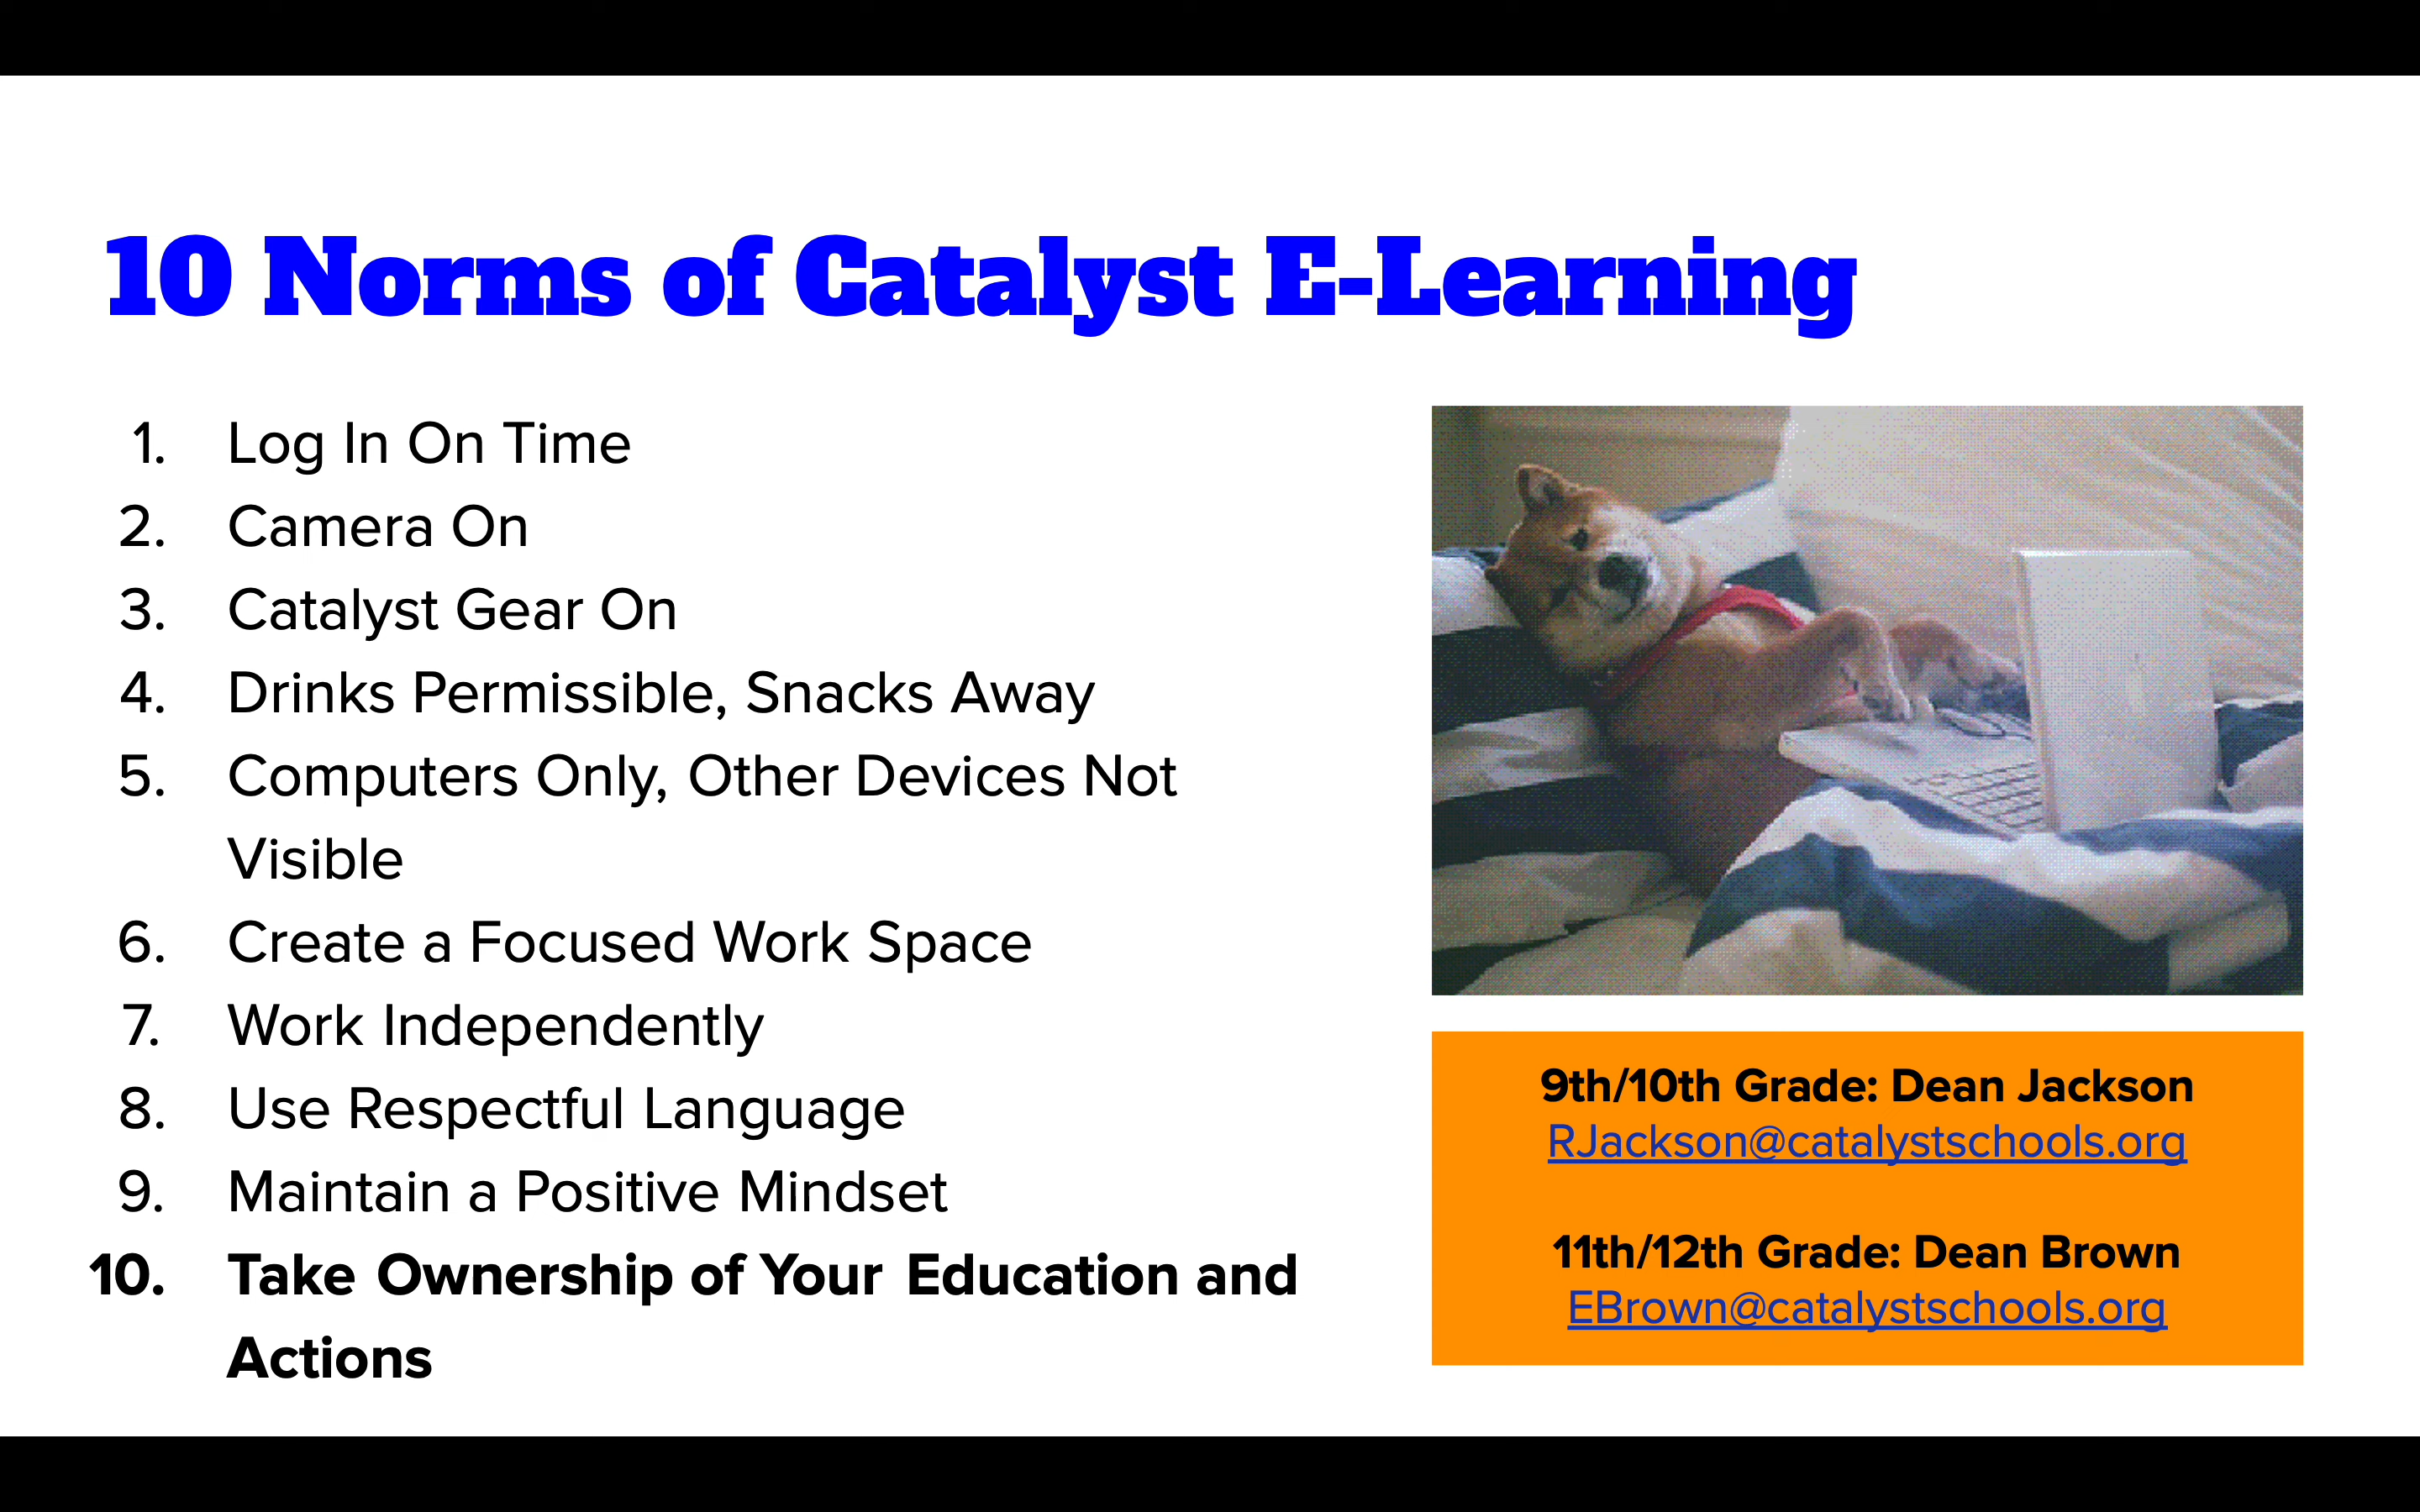 10 Norms of Catalyst E-Learning
1. Log In On Time
2. Camera On
3. Catalyst Gear On
4. Drinks Permissible, Snacks Away
5. Computers Only, Other Devices Not
Visible
6. Create a Focused Work Space
7. Work Independently
8. Use Respectful Language
9. Maintain a Positive Mindset
10. Take Ownership of Your Education and
Actions
9th/10th Grade: Dean Jackson
RJackson@catalystschools.org
11th/12th Grade: Dean Brown
EBrown@catalystschools.org